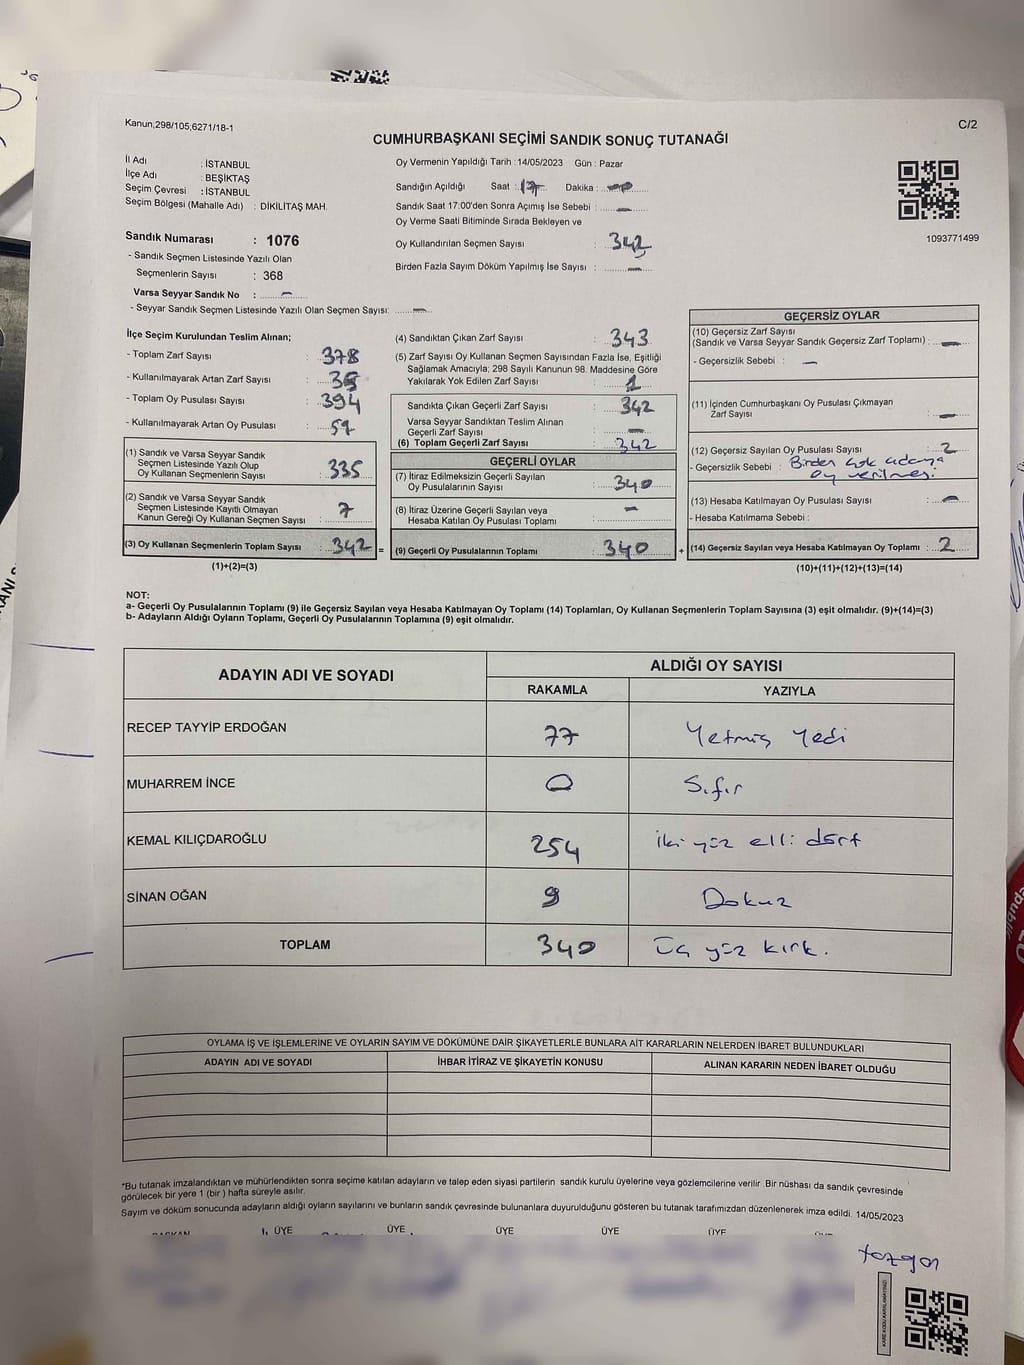 Kanun;298/105;6271/18-1
C/2
CUMHURBAŞKANI SEÇİMİ SANDIK SONUÇ TUTANAĞI
İl Adı : İSTANBUL
İlçe Adı : BEŞİKTAŞ
Seçim Çevresi : İSTANBUL
Seçim Bölgesi (Mahalle Adı) : DİKİLİTAŞ MAH.
Sandık Numarası : 1076
- Sandık Seçmen Listesinde Yazılı Olan
Seçmenlerin Sayısı : 368
Varsa Seyyar Sandık No : —
- Seyyar Sandık Seçmen Listesinde Yazılı Olan Seçmen Sayısı: —
Oy Vermenin Yapıldığı Tarih : 14/05/2023 Gün : Pazar
Sandığın Açıldığı Saat : 17 Dakika :
Sandık Saat 17:00'den Sonra Açımış İse Sebebi : —
Oy Verme Saati Bitiminde Sırada Bekleyen ve
Oy Kullandırılan Seçmen Sayısı : 342
Birden Fazla Sayım Döküm Yapılmış İse Sayısı : —
1093771499
İlçe Seçim Kurulundan Teslim Alınan;
- Toplam Zarf Sayısı : 378
- Kullanılmayarak Artan Zarf Sayısı : 35
- Toplam Oy Pusulası Sayısı : 394
- Kullanılmayarak Artan Oy Pusulası : 51
(1) Sandık ve Varsa Seyyar Sandık
Seçmen Listesinde Yazılı Olup
Oy Kullanan Seçmenlerin Sayısı : 335
(2) Sandık ve Varsa Seyyar Sandık
Seçmen Listesinde Kayıtlı Olmayan
Kanun Gereği Oy Kullanan Seçmen Sayısı : 7
(3) Oy Kullanan Seçmenlerin Toplam Sayısı : 342 =
(1)+(2)=(3)
(4) Sandıktan Çıkan Zarf Sayısı : 343
(5) Zarf Sayısı Oy Kullanan Seçmen Sayısından Fazla İse, Eşitliği
Sağlamak Amacıyla; 298 Sayılı Kanunun 98. Maddesine Göre
Yakılarak Yok Edilen Zarf Sayısı : 1
Sandıkta Çıkan Geçerli Zarf Sayısı : 342
Varsa Seyyar Sandıktan Teslim Alınan
Geçerli Zarf Sayısı : —
(6) Toplam Geçerli Zarf Sayısı : 342
GEÇERLİ OYLAR
(7) İtiraz Edilmeksizin Geçerli Sayılan
Oy Pusulalarının Sayısı : 340
(8) İtiraz Üzerine Geçerli Sayılan veya
Hesaba Katılan Oy Pusulası Toplamı : —
(9) Geçerli Oy Pusulalarının Toplamı : 340 +
GEÇERSİZ OYLAR
(10) Geçersiz Zarf Sayısı
(Sandık ve Varsa Seyyar Sandık Geçersiz Zarf Toplamı) : —
- Geçersizlik Sebebi : —
(11) İçinden Cumhurbaşkanı Oy Pusulası Çıkmayan
Zarf Sayısı : —
(12) Geçersiz Sayılan Oy Pusulası Sayısı : 2
- Geçersizlik Sebebi : Birden çok adaya
oy verilmesi
(13) Hesaba Katılmayan Oy Pusulası Sayısı : —
- Hesaba Katılmama Sebebi :
(14) Geçersiz Sayılan veya Hesaba Katılmayan Oy Toplamı : 2
(10)+(11)+(12)+(13)=(14)
NOT:
a- Geçerli Oy Pusulalarının Toplamı (9) ile Geçersiz Sayılan veya Hesaba Katılmayan Oy Toplamı (14) Toplamları, Oy Kullanan Seçmenlerin Toplam Sayısına (3) eşit olmalıdır. (9)+(14)=(3)
b- Adayların Aldığı Oyların Toplamı, Geçerli Oy Pusulalarının Toplamına (9) eşit olmalıdır.
ADAYIN ADI VE SOYADI
ALDIĞI OY SAYISI
RAKAMLA YAZIYLA
RECEP TAYYİP ERDOĞAN 77 Yetmiş Yedi
MUHARREM İNCE 0 Sıfır
KEMAL KILIÇDAROĞLU 254 İki yüz elli dört
SİNAN OĞAN 9 Dokuz
TOPLAM 340 Üç yüz kırk.
OYLAMA İŞ VE İŞLEMLERİNE VE OYLARIN SAYIM VE DÖKÜMÜNE DAİR ŞİKAYETLERLE BUNLARA AİT KARARLARIN NELERDEN İBARET BULUNDUKLARI
ADAYIN ADI VE SOYADI İHBAR İTİRAZ VE ŞİKAYETİN KONUSU ALINAN KARARIN NEDEN İBARET OLDUĞU
*Bu tutanak imzalandıktan ve mühürlendikten sonra seçime katılan adayların ve talep eden siyasi partilerin sandık kurulu üyelerine veya gözlemcilerine verilir. Bir nüshası da sandık çevresinde
görülecek bir yere 1 (bir) hafta süreyle asılır.
Sayım ve döküm sonucunda adayların aldığı oyların sayılarını ve bunların sandık çevresinde bulunanlara duyurulduğunu gösteren bu tutanak tarafımızdan düzenlenerek imza edildi. 14/05/2023
BAŞKAN ÜYE ÜYE ÜYE ÜYE ÜYE